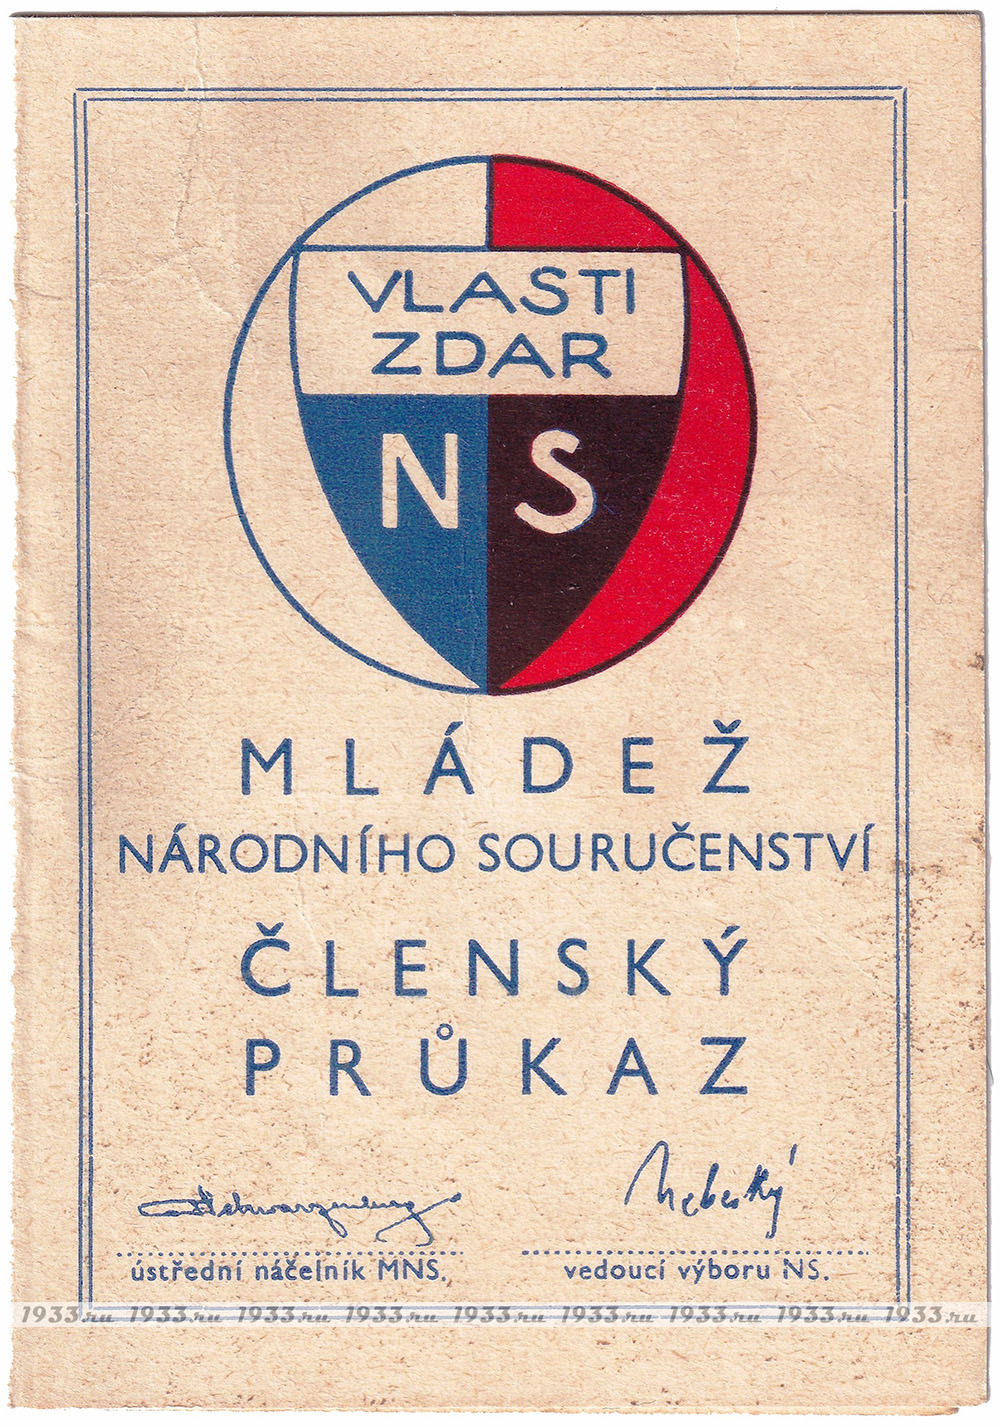 VLASTI
ZDAR
N S
MLÁDEŽ
NÁRODNÍHO SOURUČENSTVÍ
ČLENSKÝ
PRŮKAZ
Schwarzenberg Nebeský
ústřední náčelník MNS. vedoucí výboru NS.
1933.ru 1933.ru 1933.ru 1933.ru 1933.ru 1933.ru 1933.ru 1933.ru 1933.ru